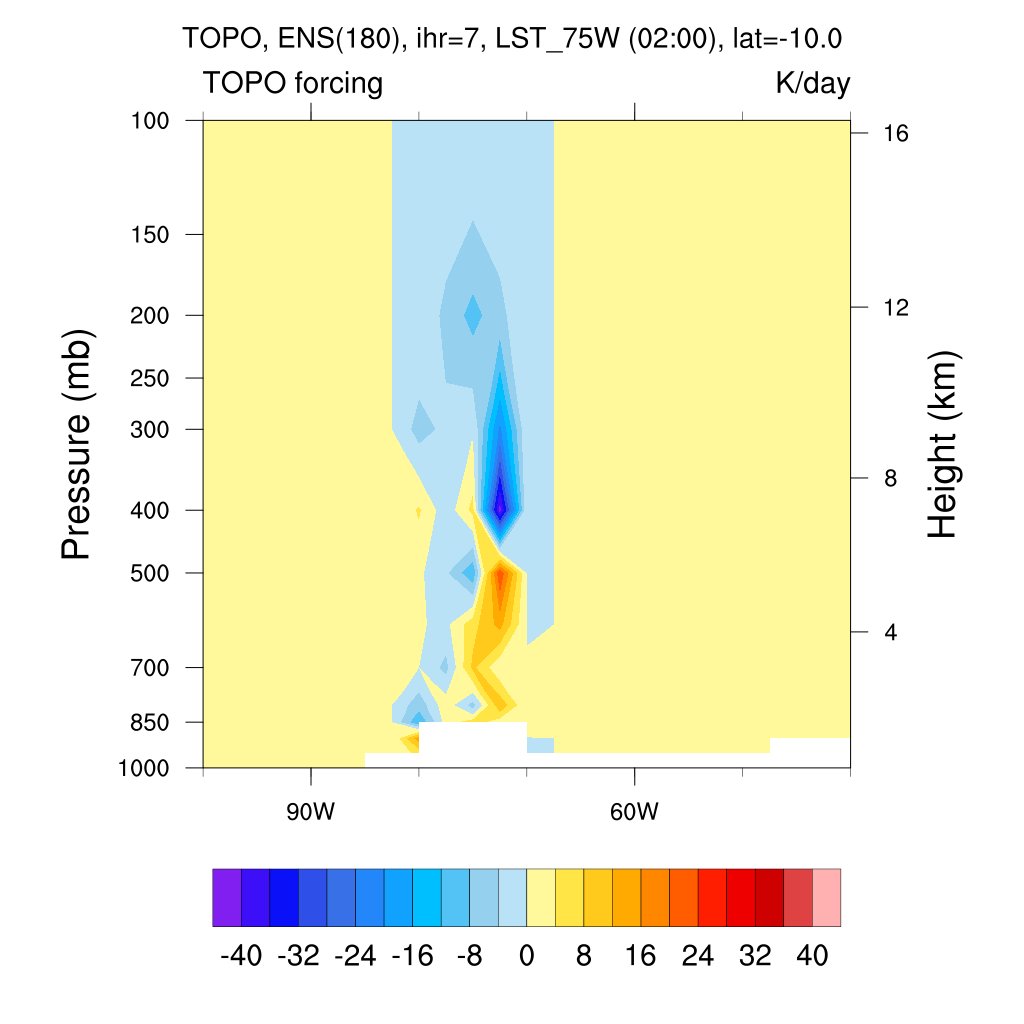 TOPO, ENS(180), ihr=7, LST_75W (02:00), lat=-10.0
TOPO forcing K/day
100
150
200
250
300
400
500
700
850
1000
Pressure (mb)
16
12
8
4
Height (km)
90W 60W
-40 -32 -24 -16 -8 0 8 16 24 32 40